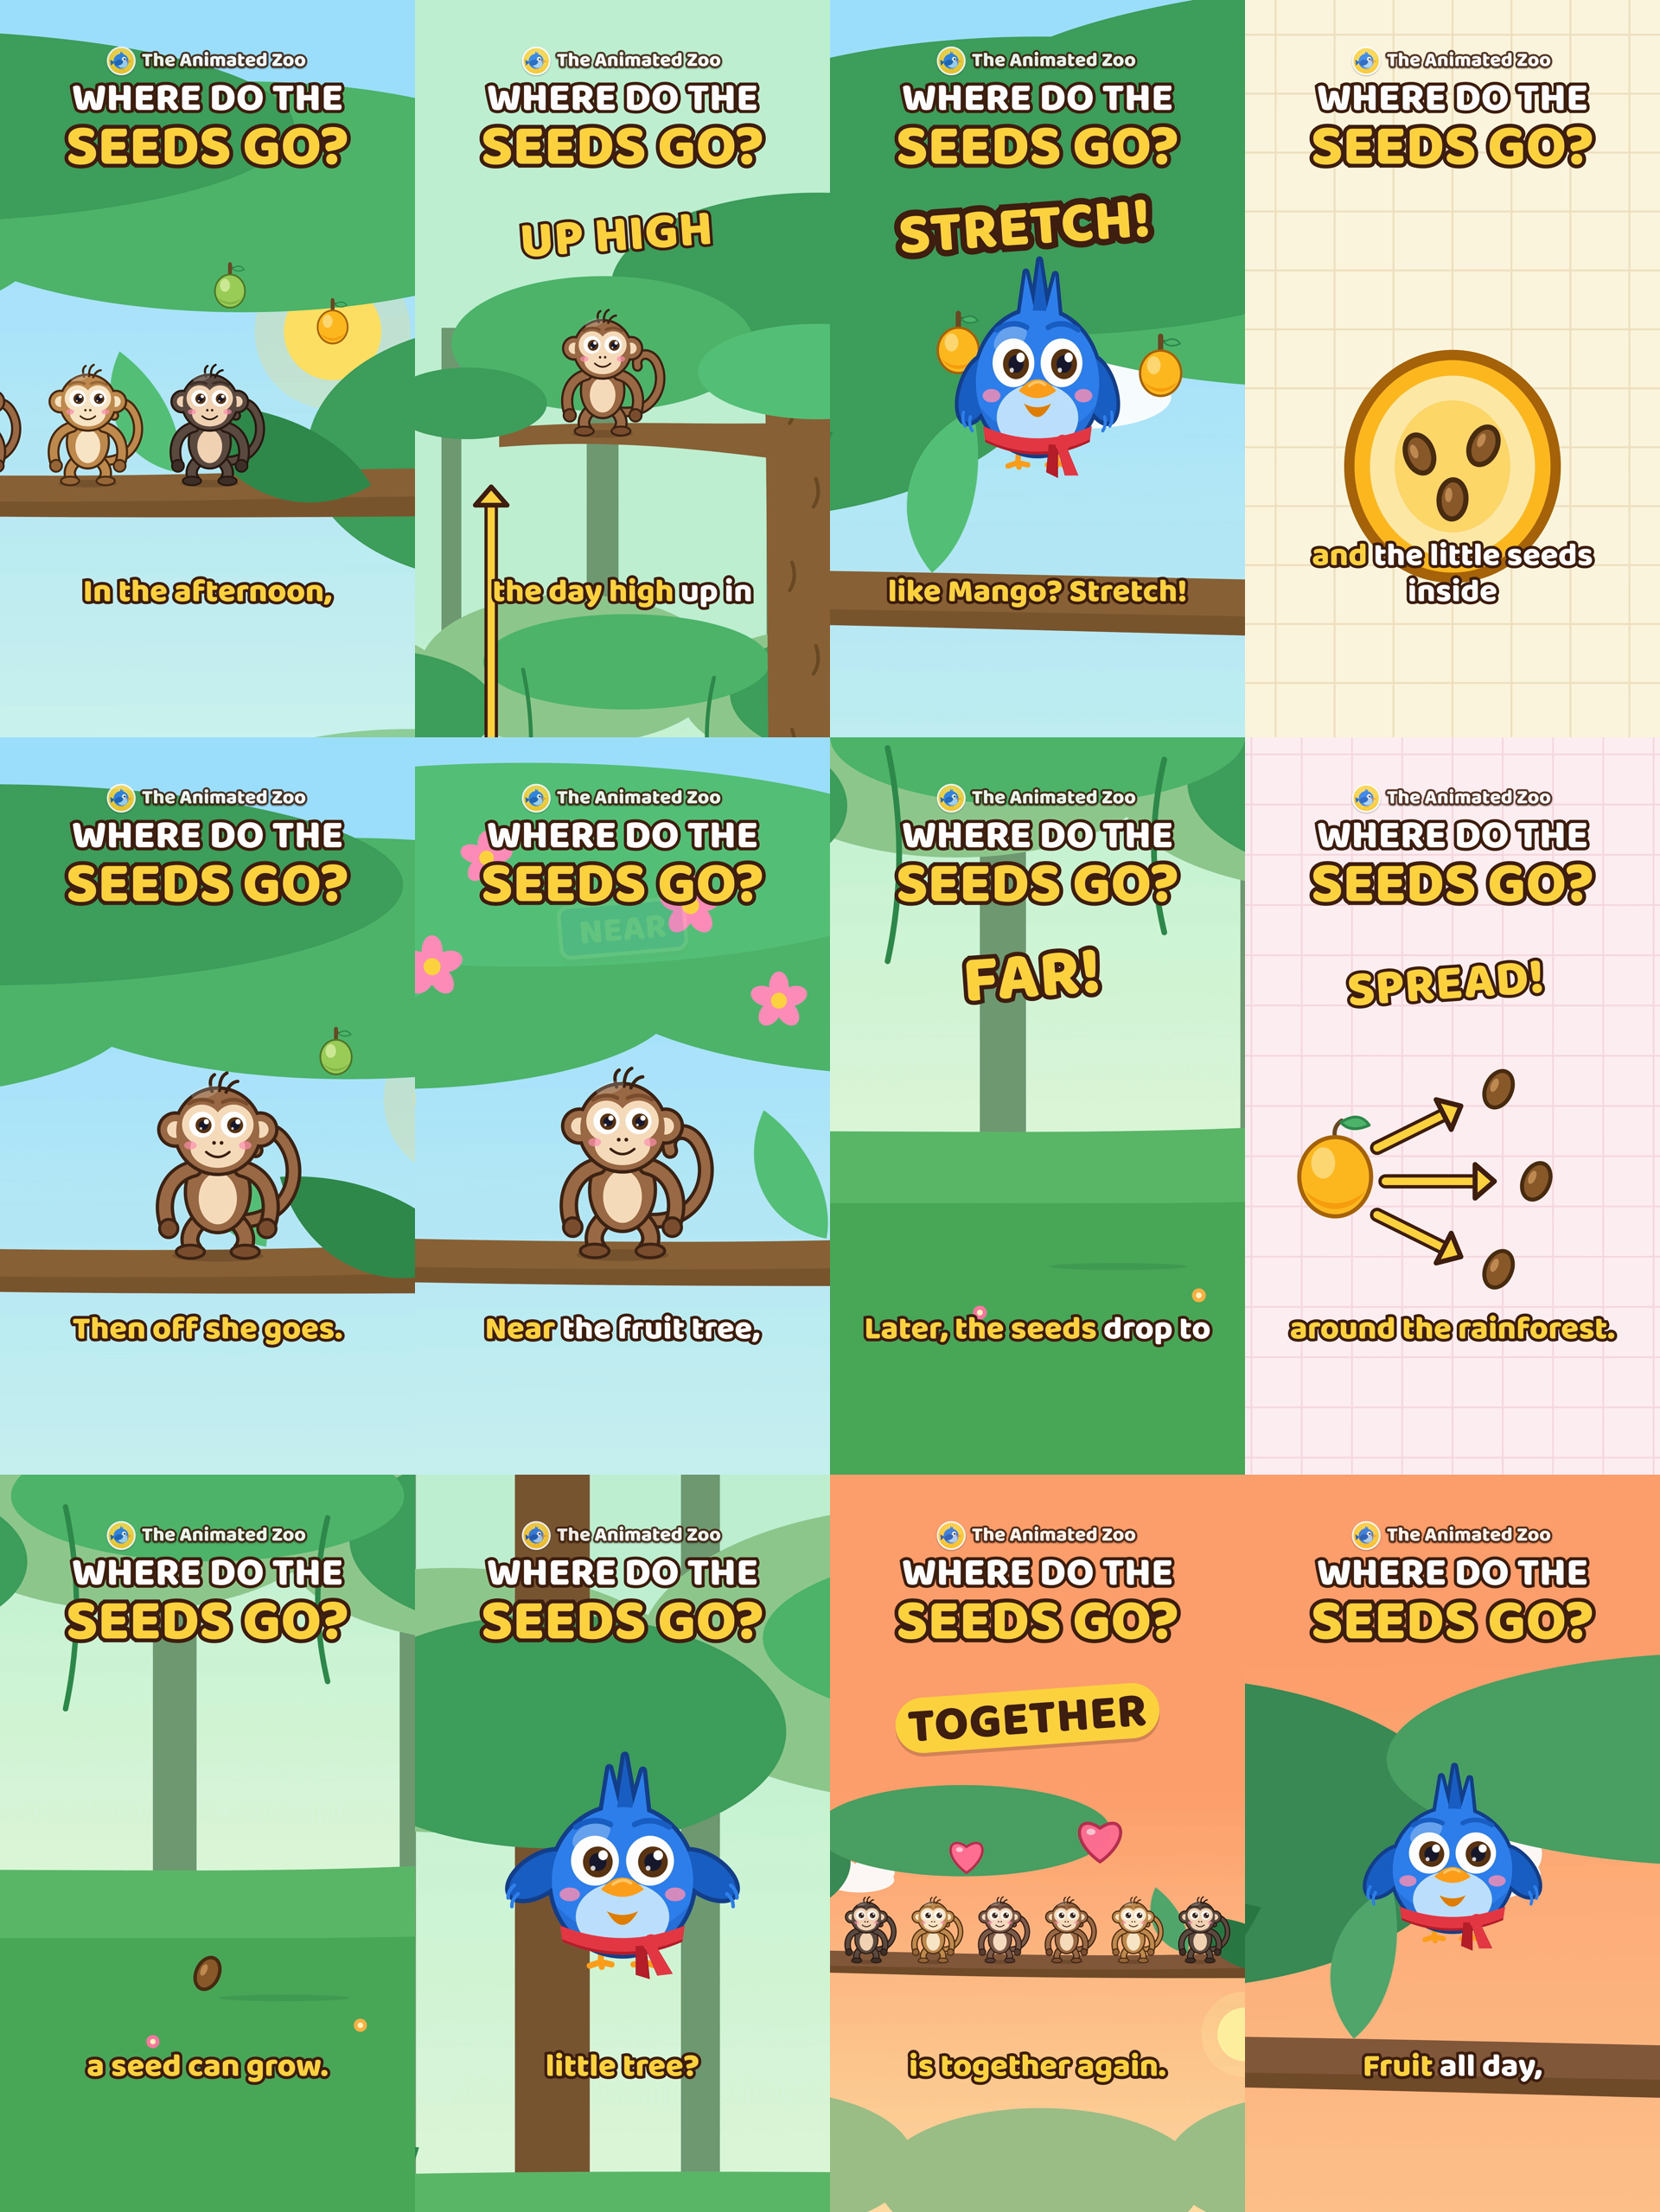 The Animated Zoo
WHERE DO THE
SEEDS GO?
In the afternoon,
The Animated Zoo
WHERE DO THE
SEEDS GO?
UP HIGH
the day high up in
The Animated Zoo
WHERE DO THE
SEEDS GO?
STRETCH!
like Mango? Stretch!
The Animated Zoo
WHERE DO THE
SEEDS GO?
and the little seeds
inside
The Animated Zoo
WHERE DO THE
SEEDS GO?
Then off she goes.
The Animated Zoo
WHERE DO THE
SEEDS GO?
NEAR
Near the fruit tree,
The Animated Zoo
WHERE DO THE
SEEDS GO?
FAR!
Later, the seeds drop to
The Animated Zoo
WHERE DO THE
SEEDS GO?
SPREAD!
around the rainforest.
The Animated Zoo
WHERE DO THE
SEEDS GO?
a seed can grow.
The Animated Zoo
WHERE DO THE
SEEDS GO?
little tree?
The Animated Zoo
WHERE DO THE
SEEDS GO?
TOGETHER
is together again.
The Animated Zoo
WHERE DO THE
SEEDS GO?
Fruit all day,